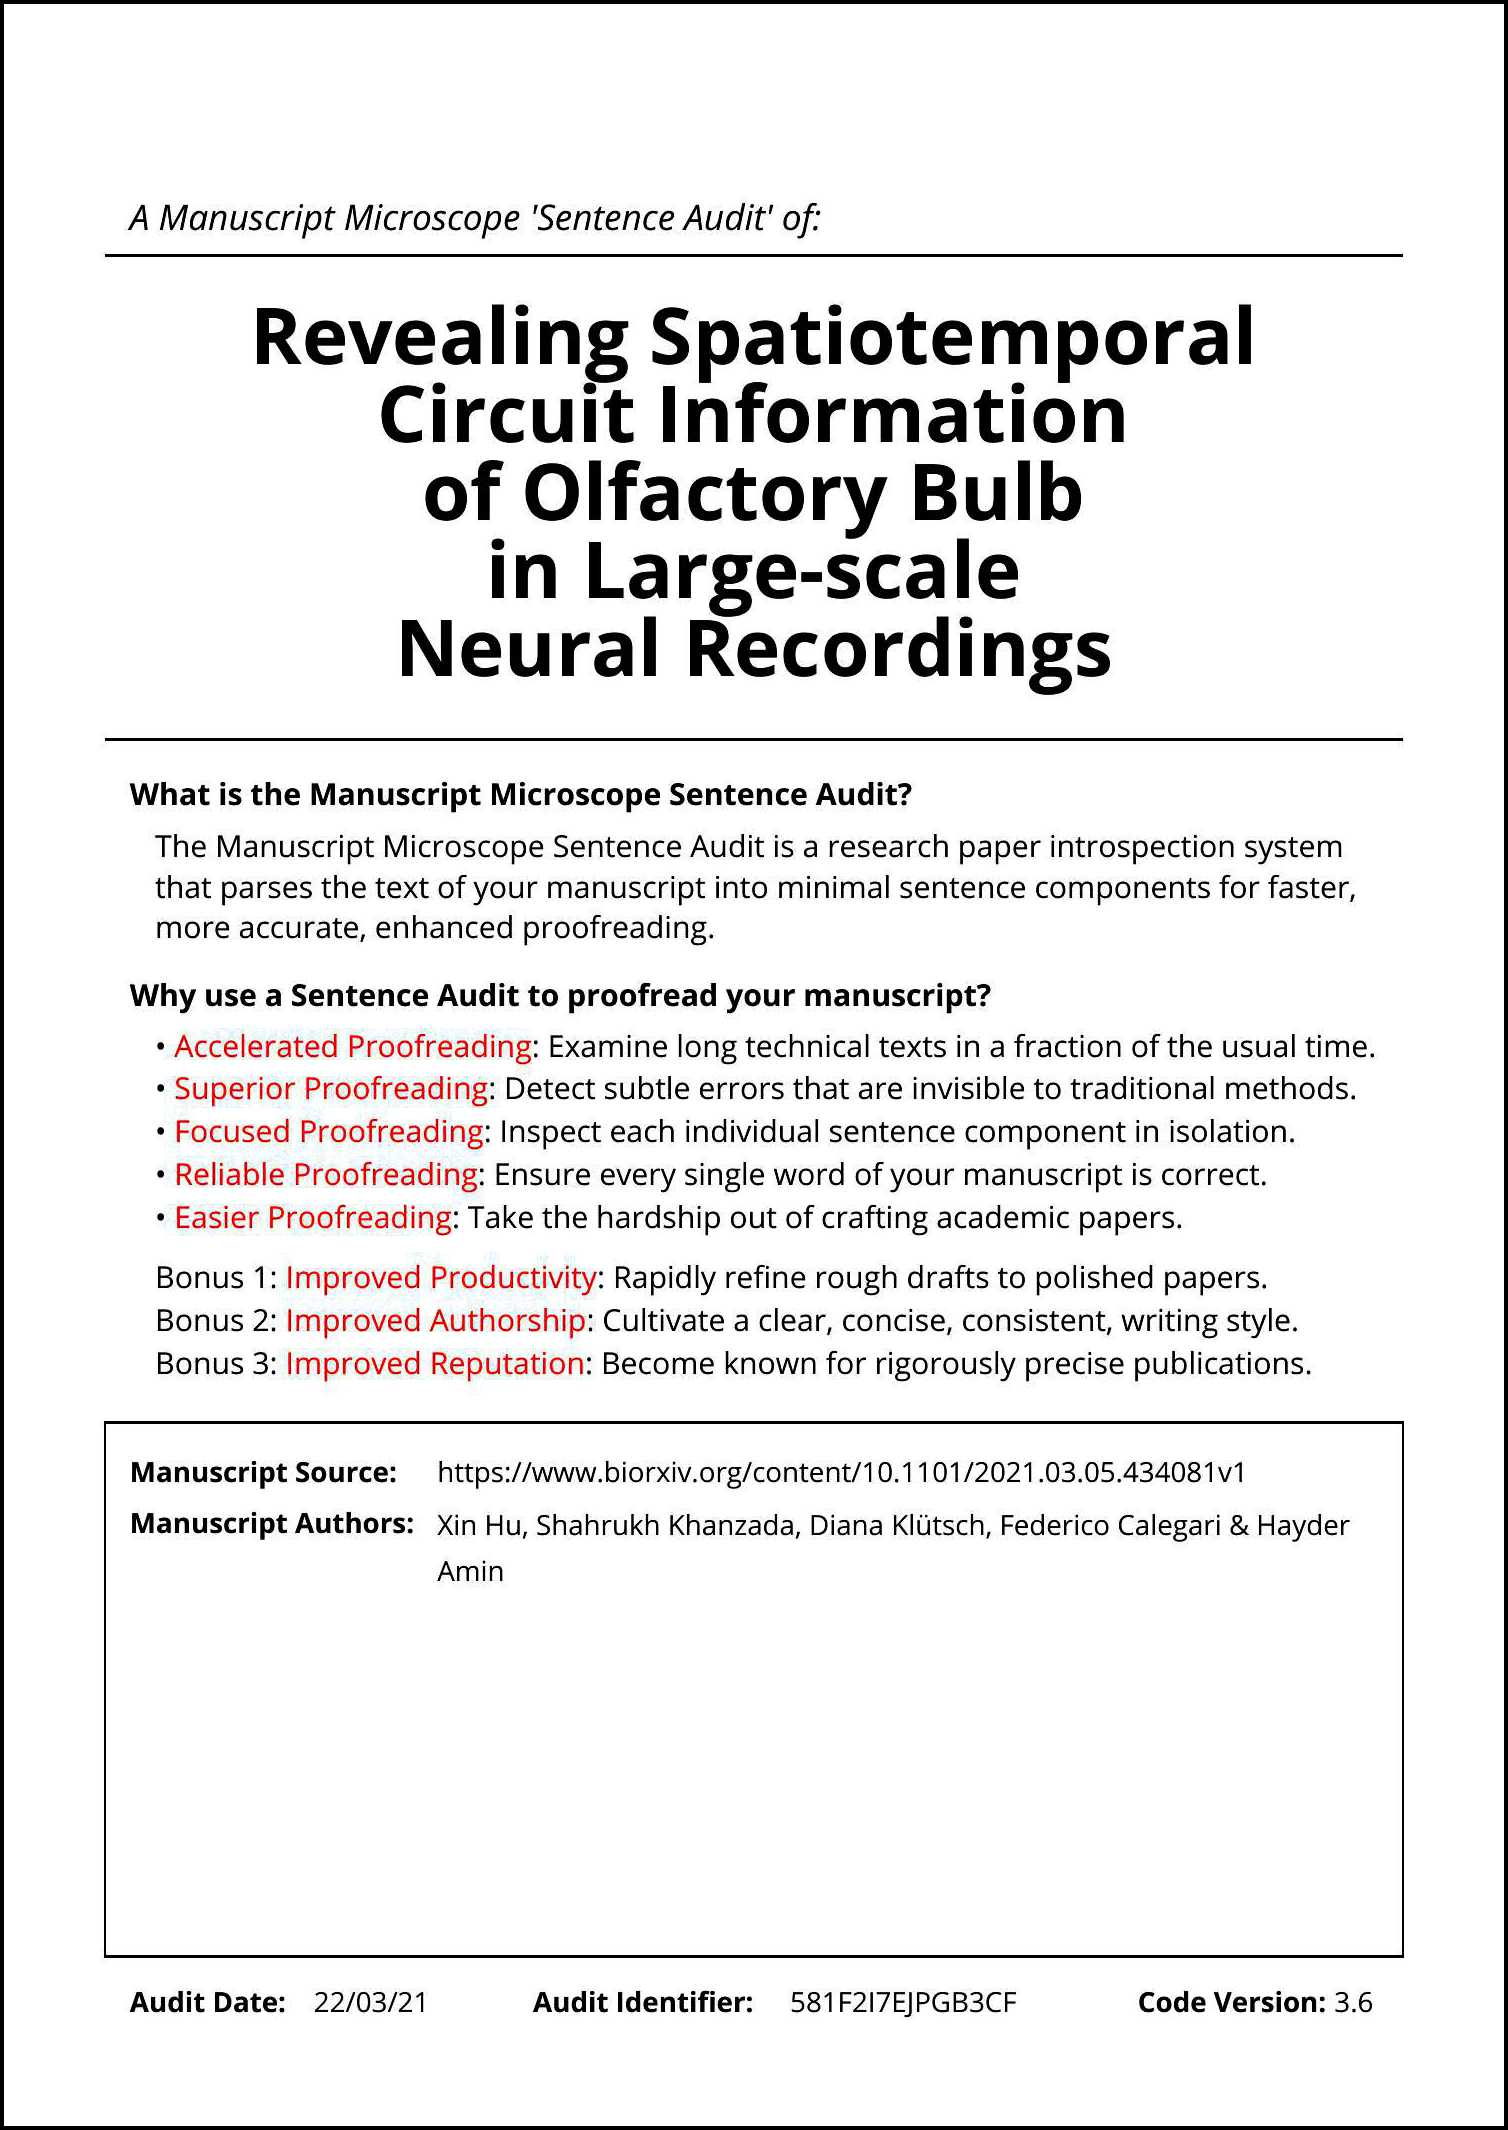 A Manuscript Microscope 'Sentence Audit' of:
Revealing Spatiotemporal
Circuit Information
of Olfactory Bulb
in Large-scale
Neural Recordings
What is the Manuscript Microscope Sentence Audit?
The Manuscript Microscope Sentence Audit is a research paper introspection system
that parses the text of your manuscript into minimal sentence components for faster,
more accurate, enhanced proofreading.
Why use a Sentence Audit to proofread your manuscript?
• Accelerated Proofreading: Examine long technical texts in a fraction of the usual time.
• Superior Proofreading: Detect subtle errors that are invisible to traditional methods.
• Focused Proofreading: Inspect each individual sentence component in isolation.
• Reliable Proofreading: Ensure every single word of your manuscript is correct.
• Easier Proofreading: Take the hardship out of crafting academic papers.
Bonus 1: Improved Productivity: Rapidly refine rough drafts to polished papers.
Bonus 2: Improved Authorship: Cultivate a clear, concise, consistent, writing style.
Bonus 3: Improved Reputation: Become known for rigorously precise publications.
Manuscript Source: https://www.biorxiv.org/content/10.1101/2021.03.05.434081v1
Manuscript Authors: Xin Hu, Shahrukh Khanzada, Diana Klütsch, Federico Calegari & Hayder
Amin
Audit Date: 22/03/21 Audit Identifier: 581F2I7EJPGB3CF Code Version: 3.6